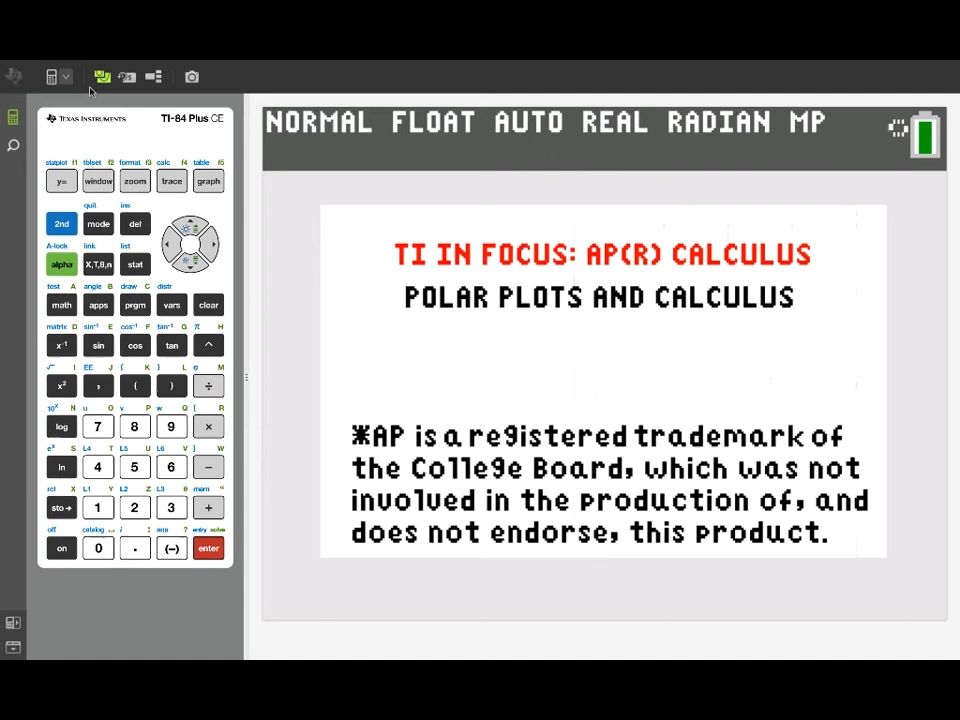 TEXAS INSTRUMENTS TI-84 Plus CE
NORMAL FLOAT AUTO REAL RADIAN MP
TI IN FOCUS: AP(R) CALCULUS
POLAR PLOTS AND CALCULUS
*AP is a registered trademark of
the College Board, which was not
involved in the production of, and
does not endorse, this product.
statplot f1 tblset f2 format f3 calc f4 table f5
y= window zoom trace graph
quit ins
2nd mode del
A-lock link list
alpha X,T,θ,n stat
test A angle B draw C distr
math apps prgm vars clear
matrix D sin⁻¹ E cos⁻¹ F tan⁻¹ G π H
x⁻¹ sin cos tan ^
√ I EE J { K } L e M
x² , ( ) ÷
10ˣ N u O v P w Q [ R
log 7 8 9 ×
eˣ S L4 T L5 U L6 V ] W
ln 4 5 6 −
rcl X L1 Y L2 Z L3 θ mem "
sto→ 1 2 3 +
off catalog i : ans ? entry solve
on 0 . (−) enter